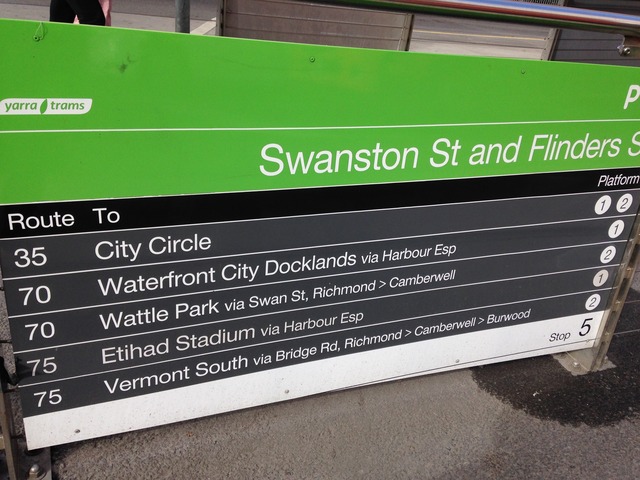 yarra trams
P
Swanston St and Flinders S
Route To Platform
35 City Circle 1 2
70 Waterfront City Docklands via Harbour Esp 1
70 Wattle Park via Swan St, Richmond > Camberwell 2
75 Etihad Stadium via Harbour Esp 1
75 Vermont South via Bridge Rd, Richmond > Camberwell > Burwood 2
Stop 5